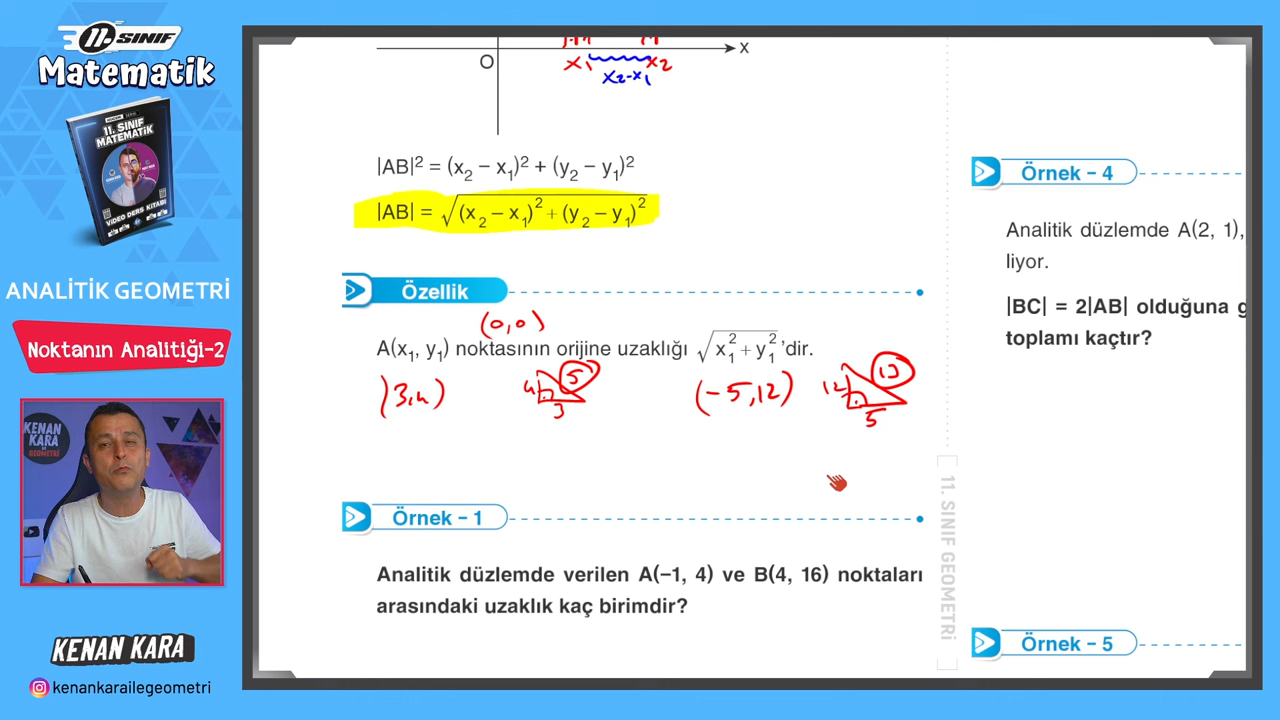 11. SINIF
Matematik
11. SINIF
MATEMATİK
VİDEO DERS KİTABI
ANALİTİK GEOMETRİ
Noktanın Analitiği-2
KENAN
KARA
GEOMETRİ
KENAN KARA
kenankarailegeometri
x
O
x1 x2
x2-x1
|AB|² = (x₂ – x₁)² + (y₂ – y₁)²
|AB| = √(x₂ – x₁)² + (y₂ – y₁)²
Özellik
(0,0)
A(x₁, y₁) noktasının orijine uzaklığı √x₁² + y₁² 'dir.
(3,4) 4 5 3 (-5,12) 12 13 5
Örnek – 1
Analitik düzlemde verilen A(–1, 4) ve B(4, 16) noktaları
arasındaki uzaklık kaç birimdir?
11. SINIF GEOMETRİ
Örnek – 4
Analitik düzlemde A(2, 1),
liyor.
|BC| = 2|AB| olduğuna g
toplamı kaçtır?
Örnek – 5